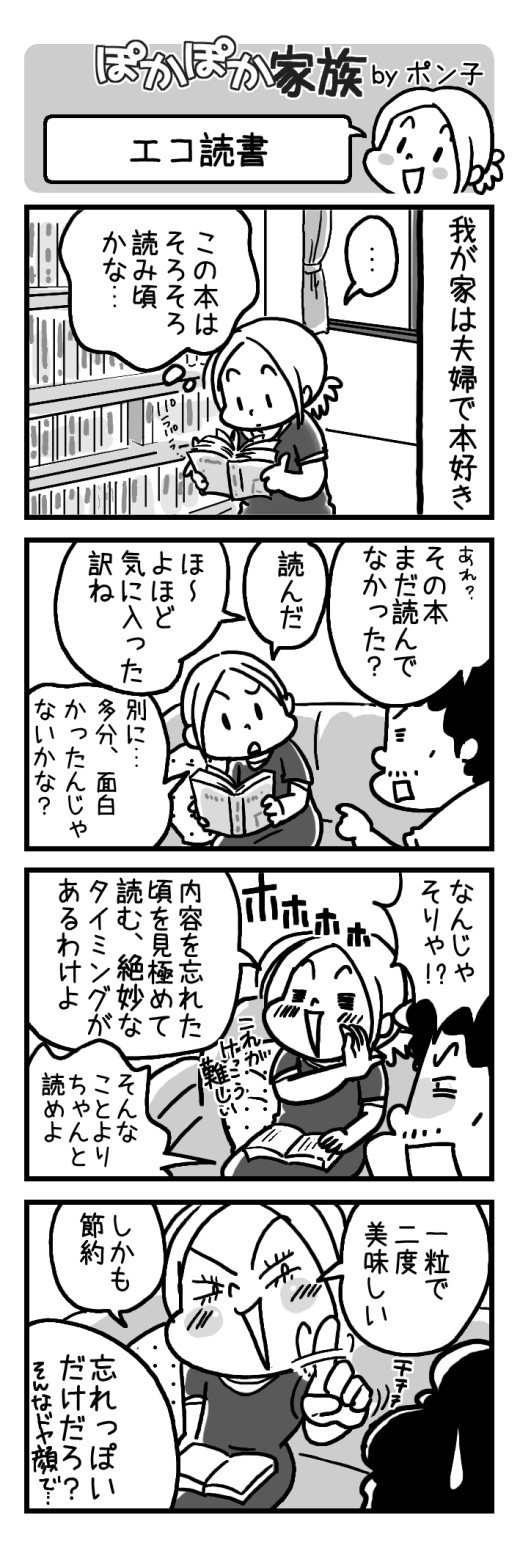 ぽかぽか家族 by ポン子
エコ読書
我が家は夫婦で本好き
…
この本は
そろそろ
読み頃
かな…
パラパラ
あれ?
その本
まだ読んで
なかった?
読んだ
ほ〜
よほど
気に入った
訳ね
別に…
多分、面白
かったんじゃ
ないかな?
なんじゃ
そりゃ!?
ホホホホホ
内容を忘れた
頃を見極めて
読む、絶妙な
タイミングが
あるわけよ
これが
けっこう
難しい
そんな
ことより
ちゃんと
読めよ
一粒で
二度
美味しい
チチチ
しかも
節約
忘れっぽい
だけだろ?
そんなドヤ顔で…